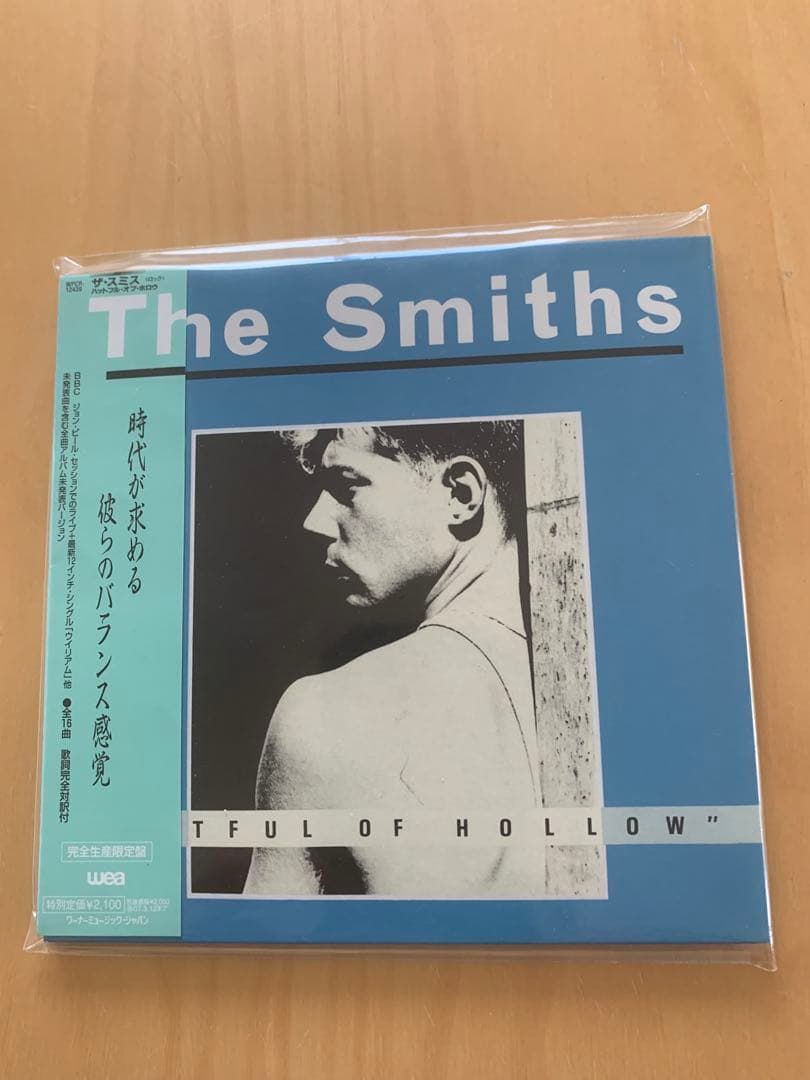 WPCR
12439
ザ・スミス
(ロック)
ハットフル・オブ・ホロウ
The Smiths
時代が求める
彼らのバランス感覚
BBC ジョン・ピール・セッションでのライブ+最新12インチ・シングル「ウイリアム」他
未発表曲を含む全曲アルバム未発表バージョン
●全16曲 歌詞完全対訳付
TFUL OF HOLLOW"
完全生産限定盤
wea
特別定価¥2,100
ワーナーミュージック・ジャパン